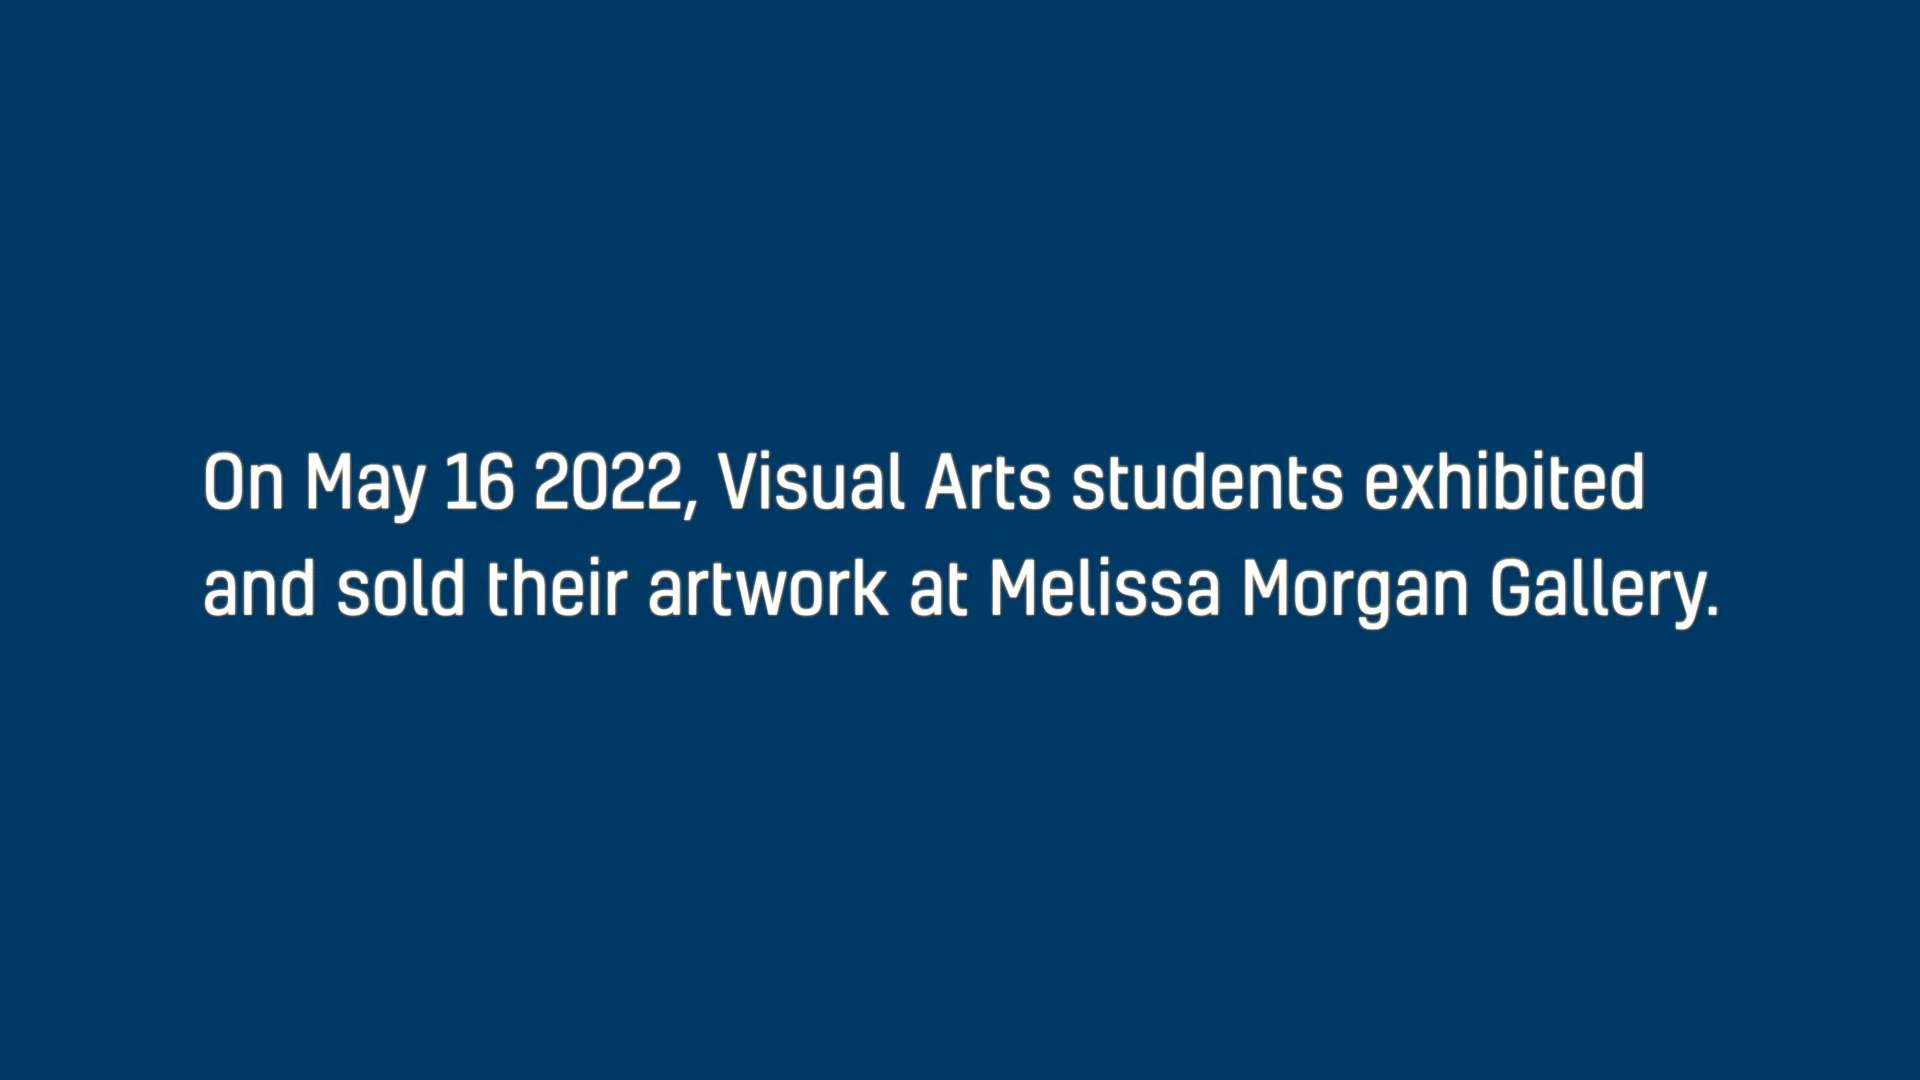 On May 16 2022, Visual Arts students exhibited
and sold their artwork at Melissa Morgan Gallery.